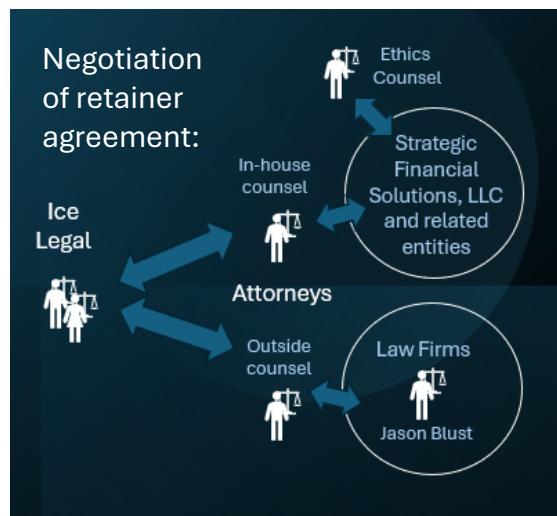 Negotiation
of retainer
agreement:
Ethics
Counsel
Strategic
Financial
Solutions, LLC
and related
entities
In-house
counsel
Ice
Legal
Attorneys
Outside
counsel
Law Firms
Jason Blust